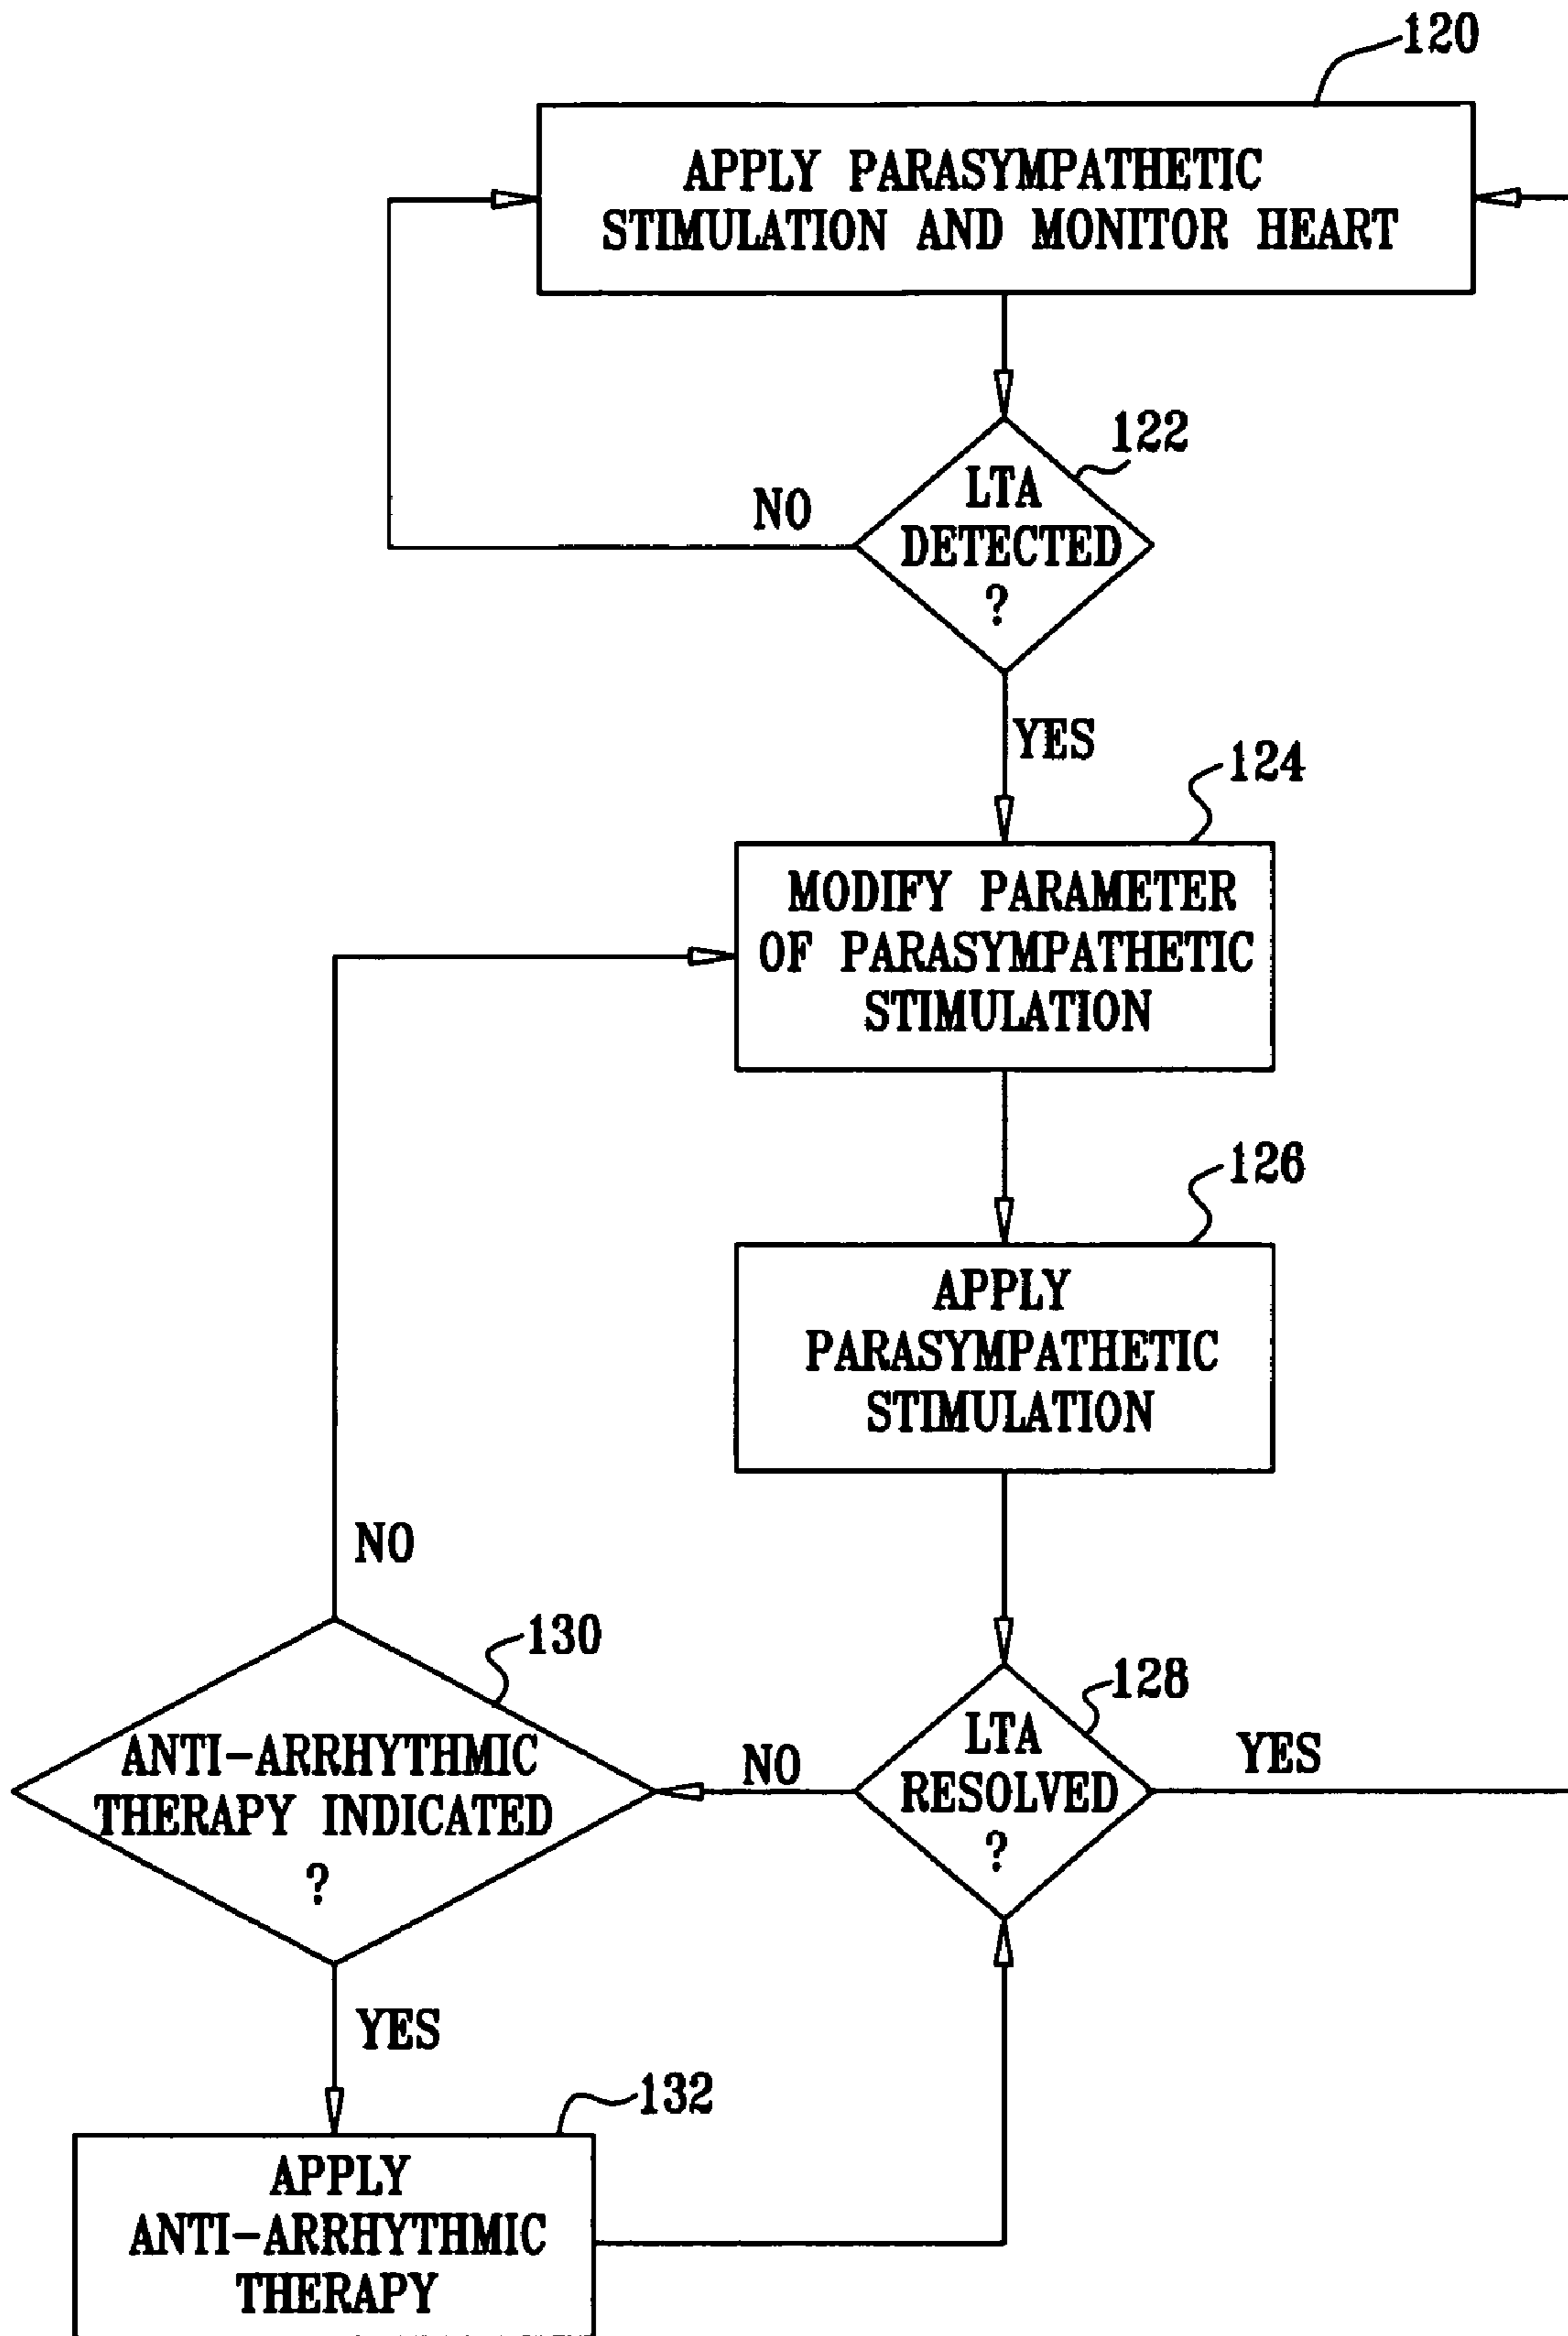 120
APPLY PARASYMPATHETIC
STIMULATION AND MONITOR HEART
122
LTA
DETECTED
?
NO
YES
124
MODIFY PARAMETER
OF PARASYMPATHETIC
STIMULATION
126
APPLY
PARASYMPATHETIC
STIMULATION
NO
130
ANTI-ARRHYTHMIC
THERAPY INDICATED
?
NO
128
LTA
RESOLVED
?
YES
YES
132
APPLY
ANTI-ARRHYTHMIC
THERAPY